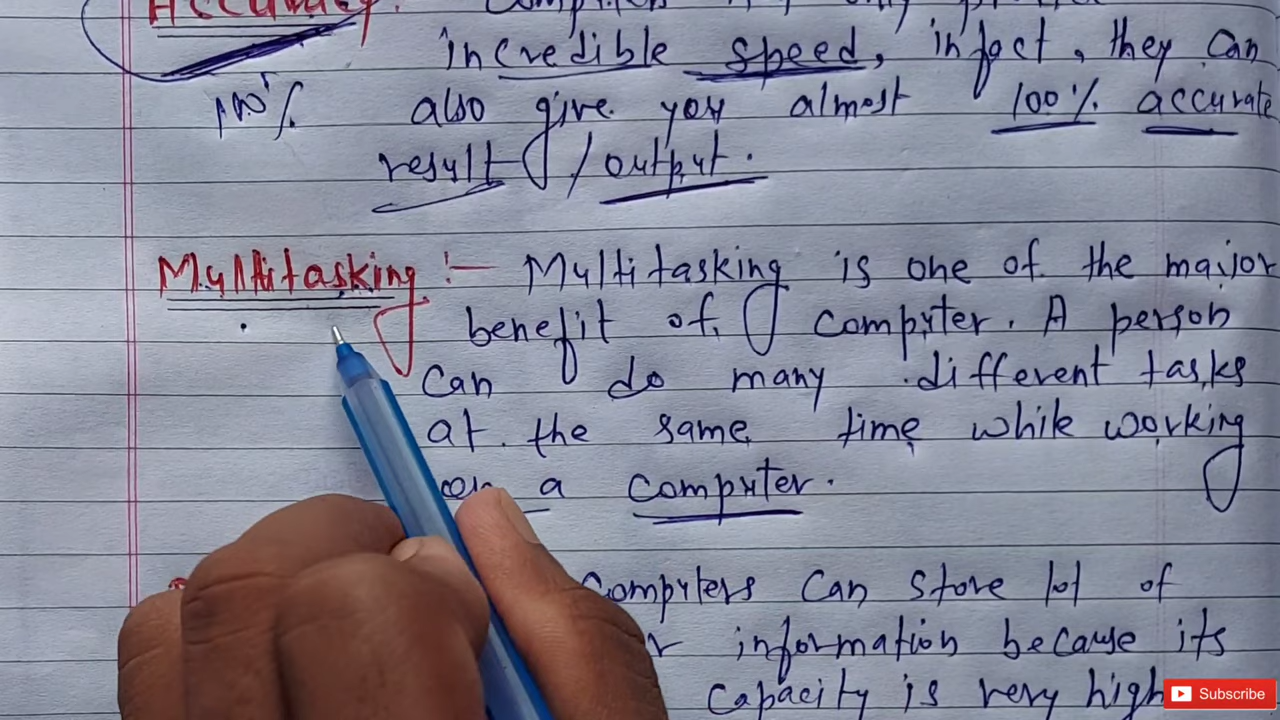 Accuracy:
incredible speed, infact, they can
100% also give you almost 100% accurate
result / output.
Multitasking :- Multitasking is one of the major
benefit of computer. A person
can do many different tasks
at the same time while working
on a computer.
Computers can store lot of
information because its
capacity is very high
Subscribe